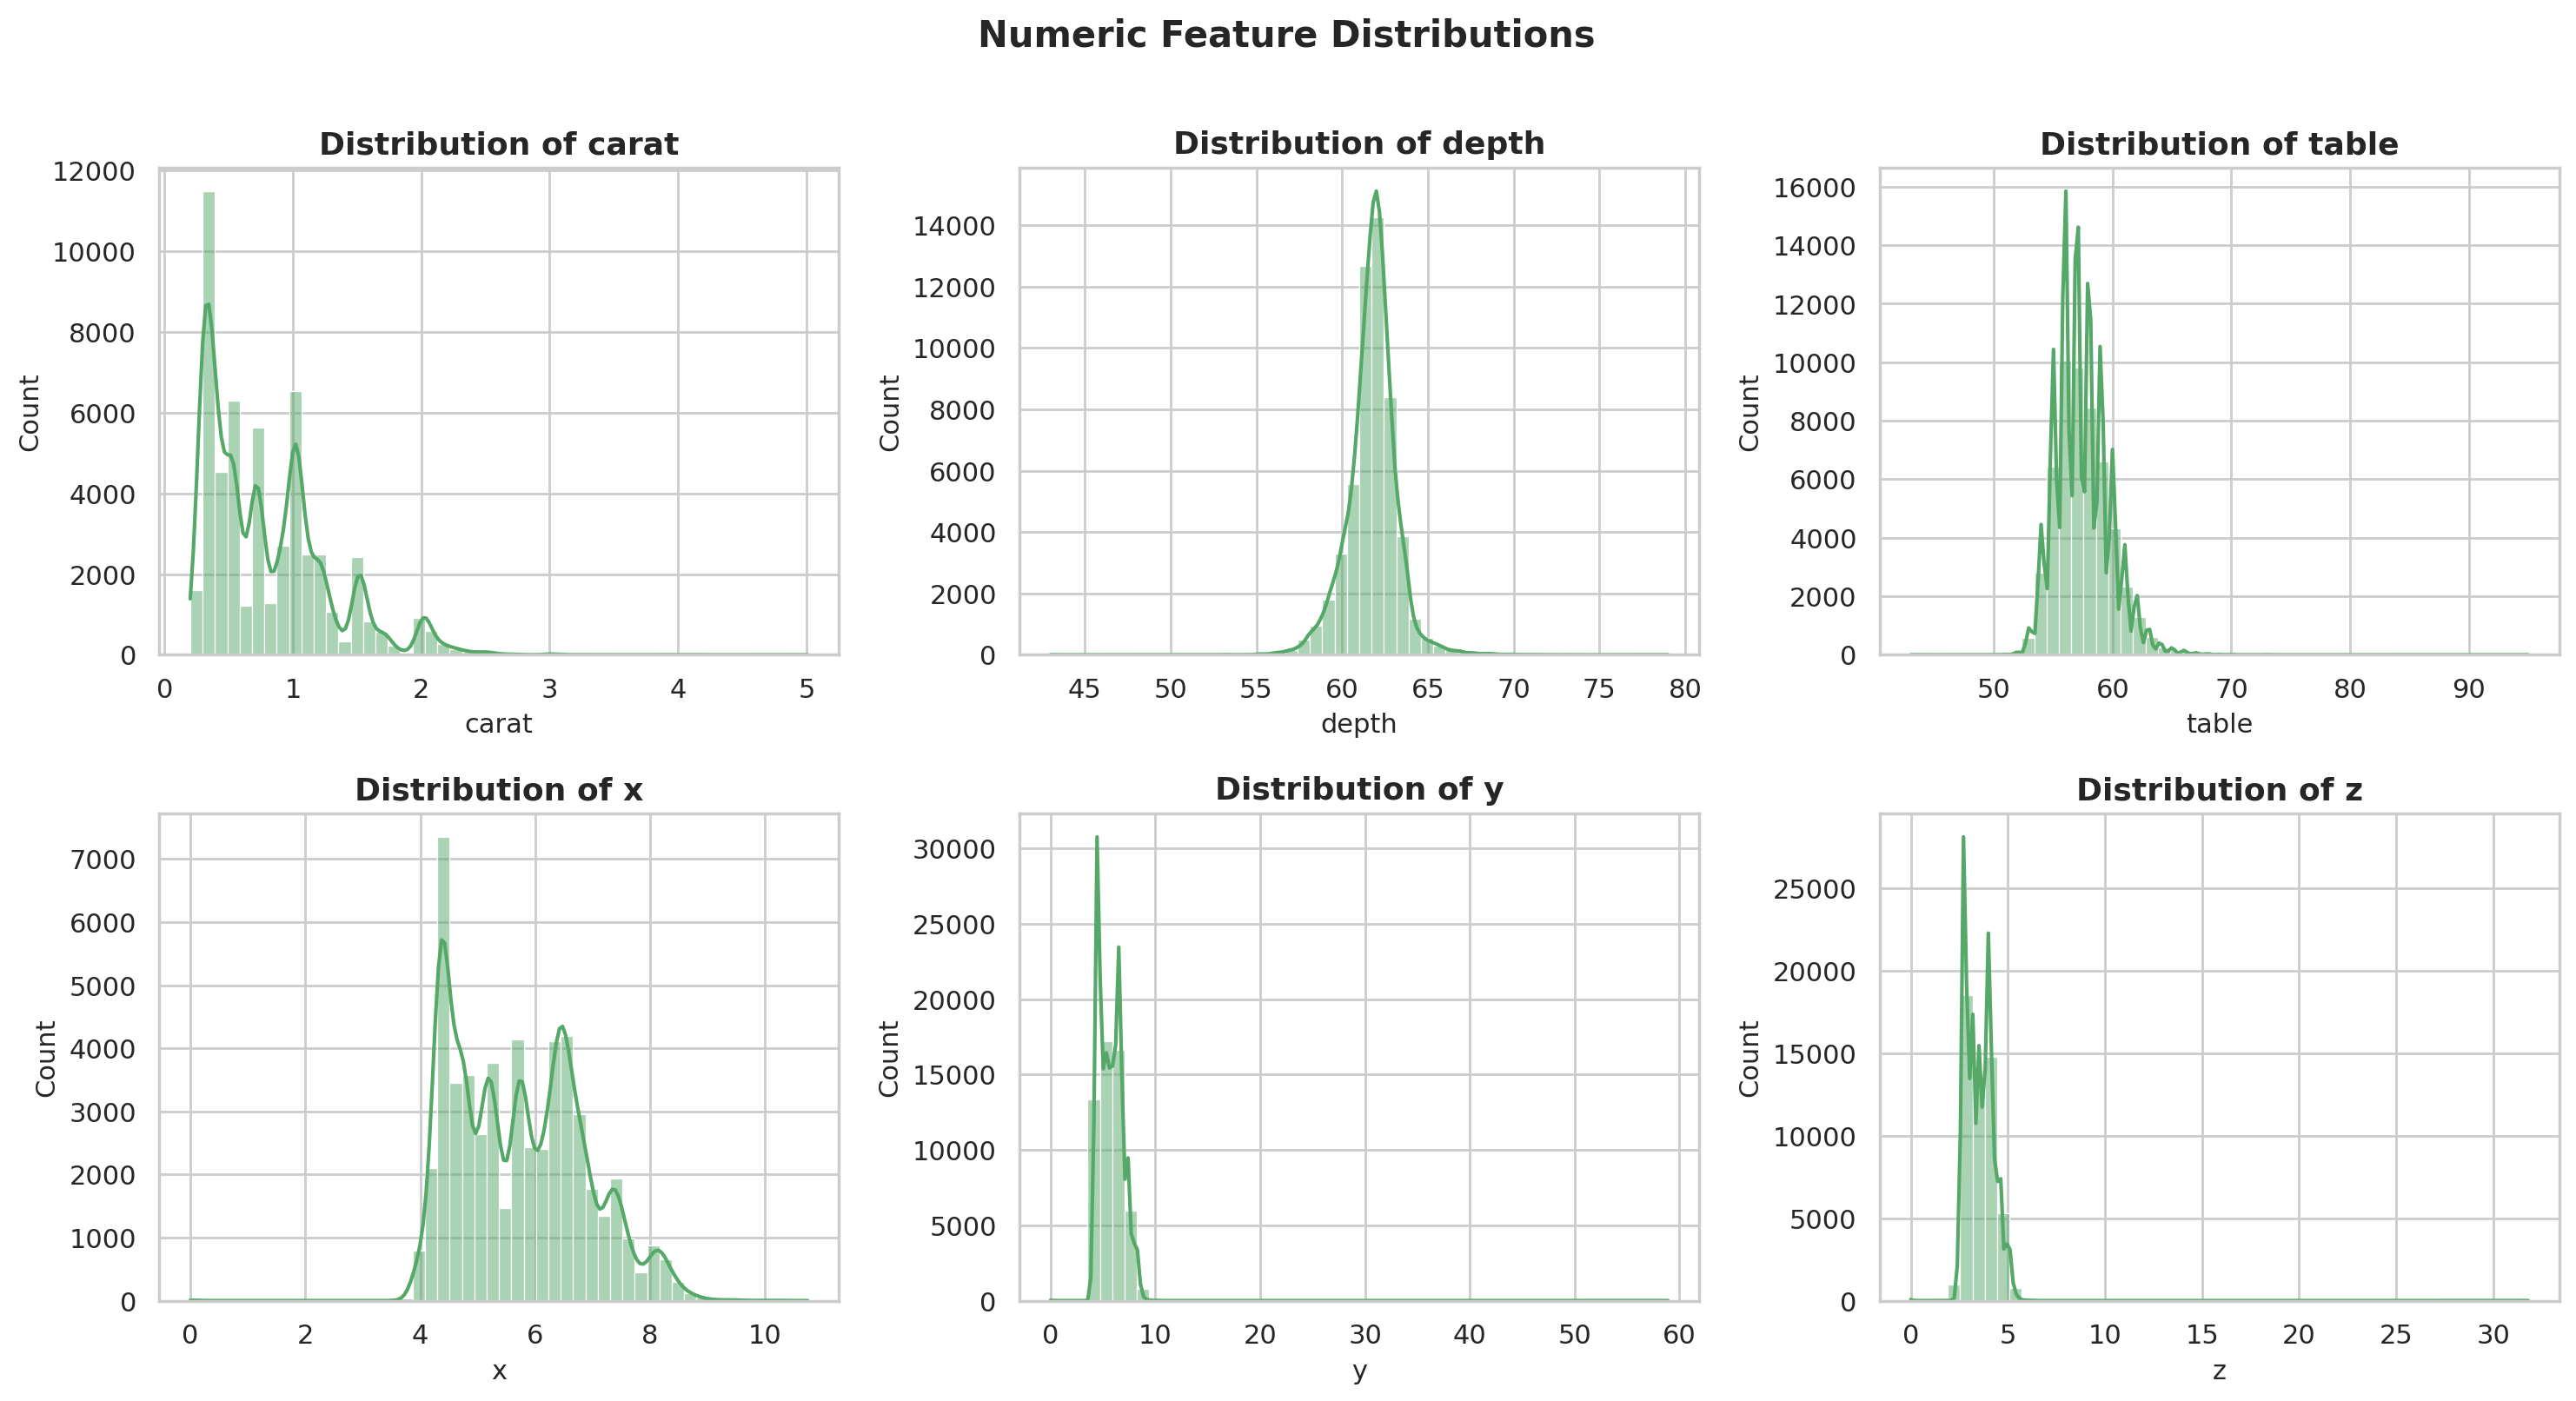 Numeric Feature Distributions
Distribution of carat
12000
10000
8000
6000
4000
2000
0
Count
0 1 2 3 4 5
carat
Distribution of depth
14000
12000
10000
8000
6000
4000
2000
0
Count
45 50 55 60 65 70 75 80
depth
Distribution of table
16000
14000
12000
10000
8000
6000
4000
2000
0
Count
50 60 70 80 90
table
Distribution of x
7000
6000
5000
4000
3000
2000
1000
0
Count
0 2 4 6 8 10
x
Distribution of y
30000
25000
20000
15000
10000
5000
0
Count
0 10 20 30 40 50 60
y
Distribution of z
25000
20000
15000
10000
5000
0
Count
0 5 10 15 20 25 30
z